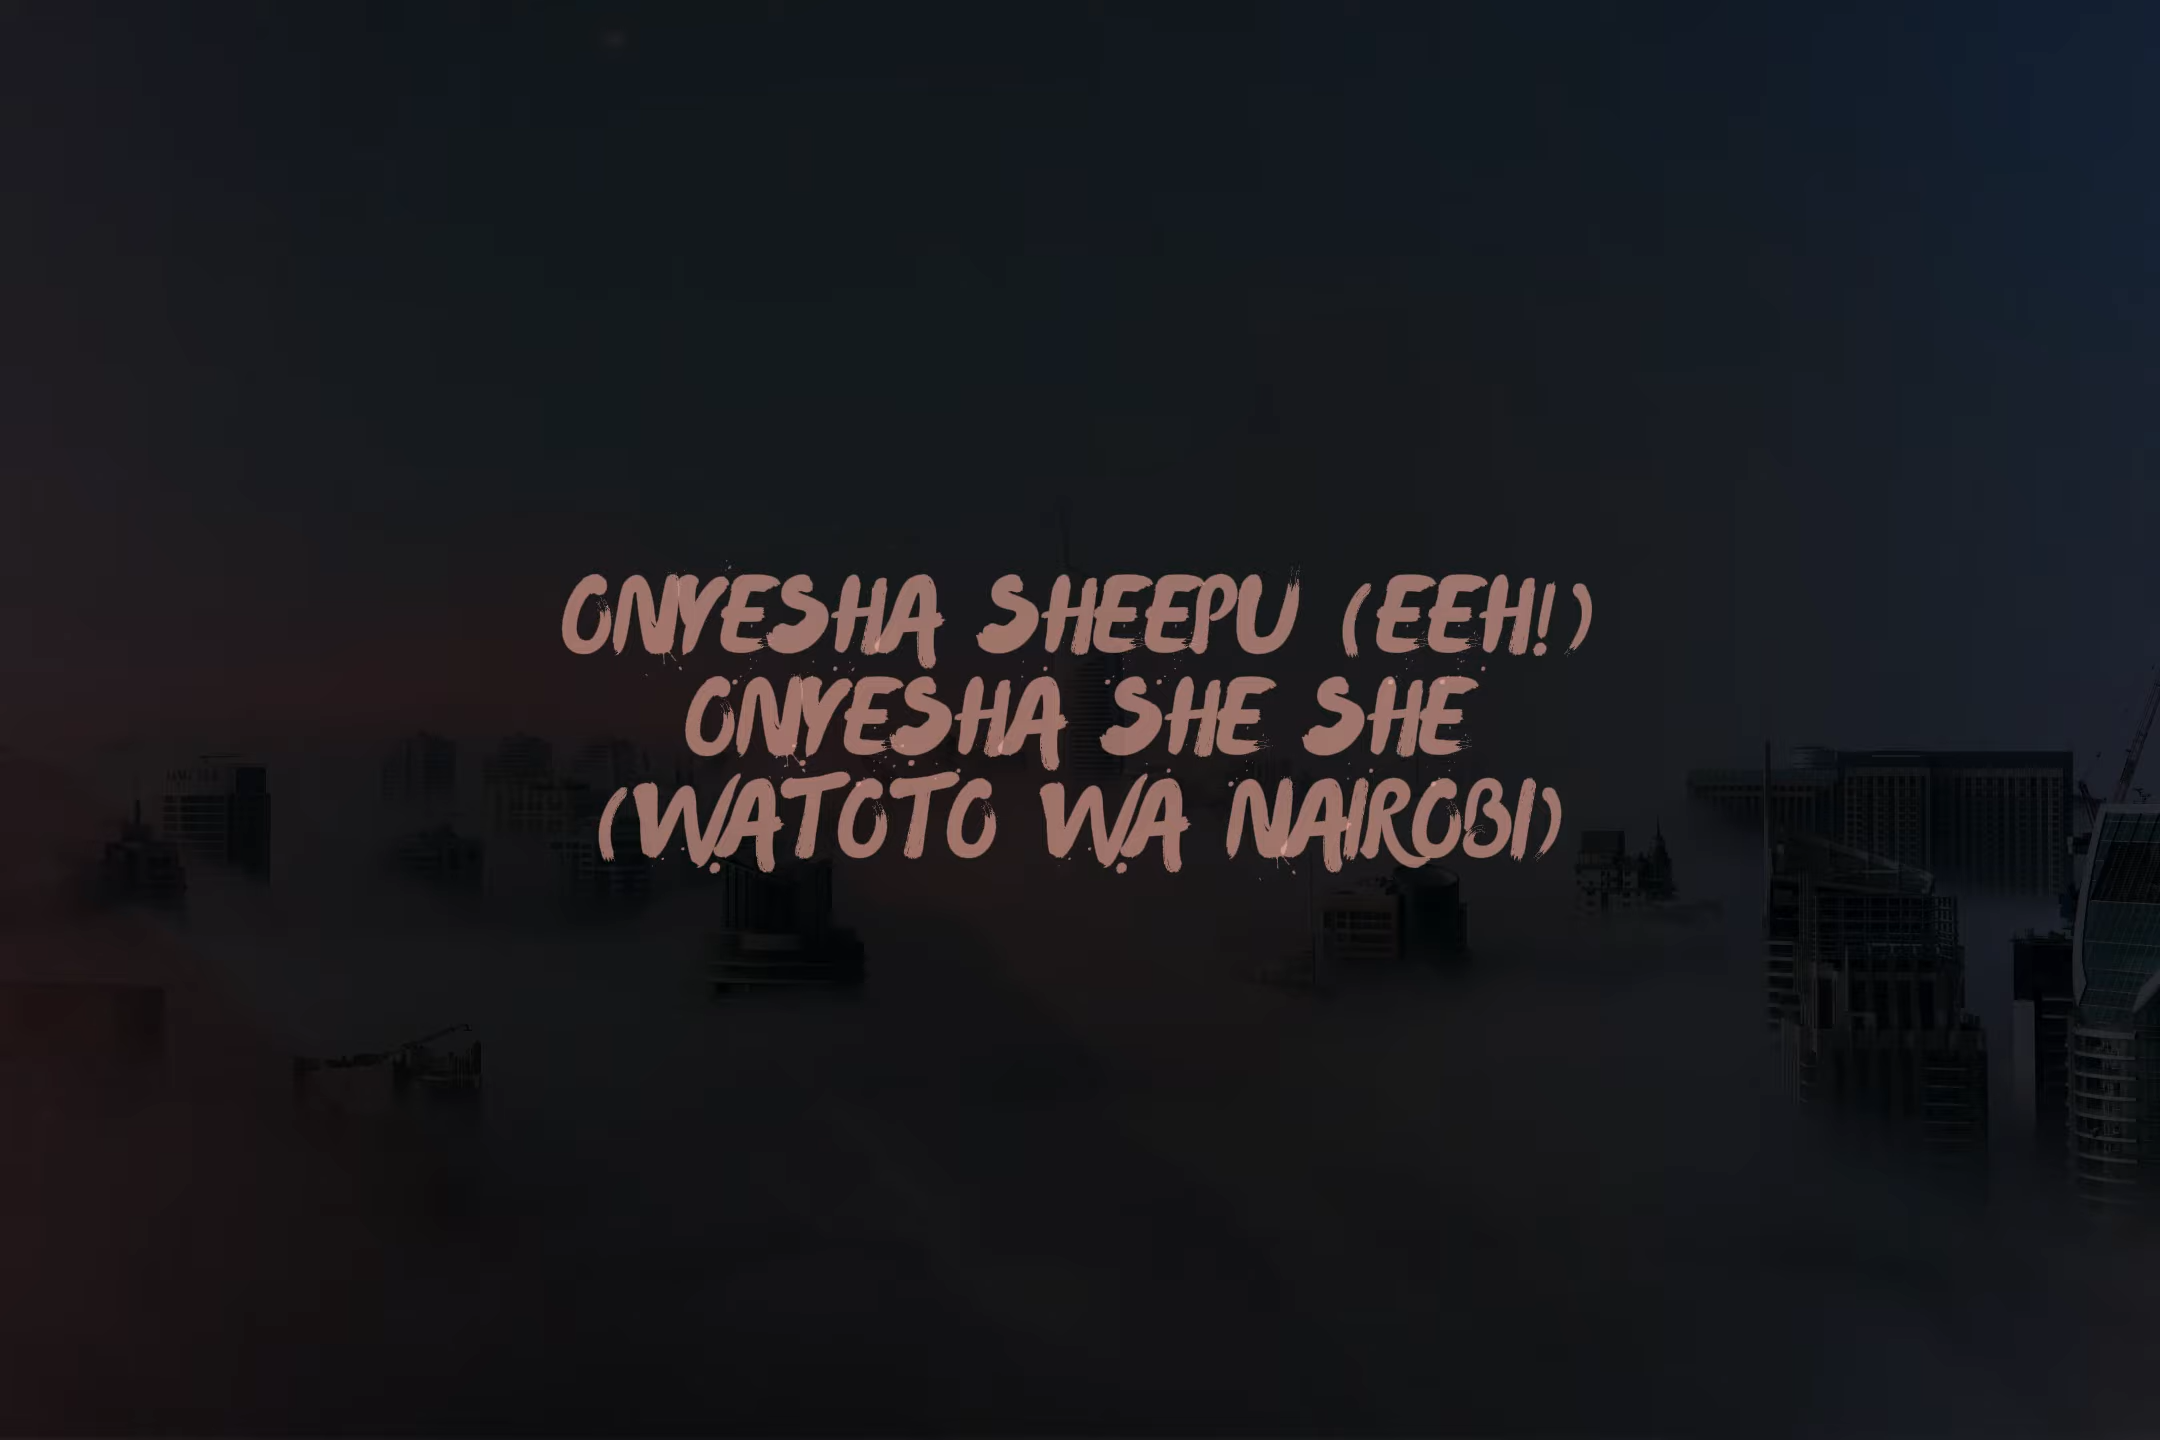 ONYESHA SHEEPU (EEH!)
ONYESHA SHE SHE
(WATOTO WA NAIROBI)